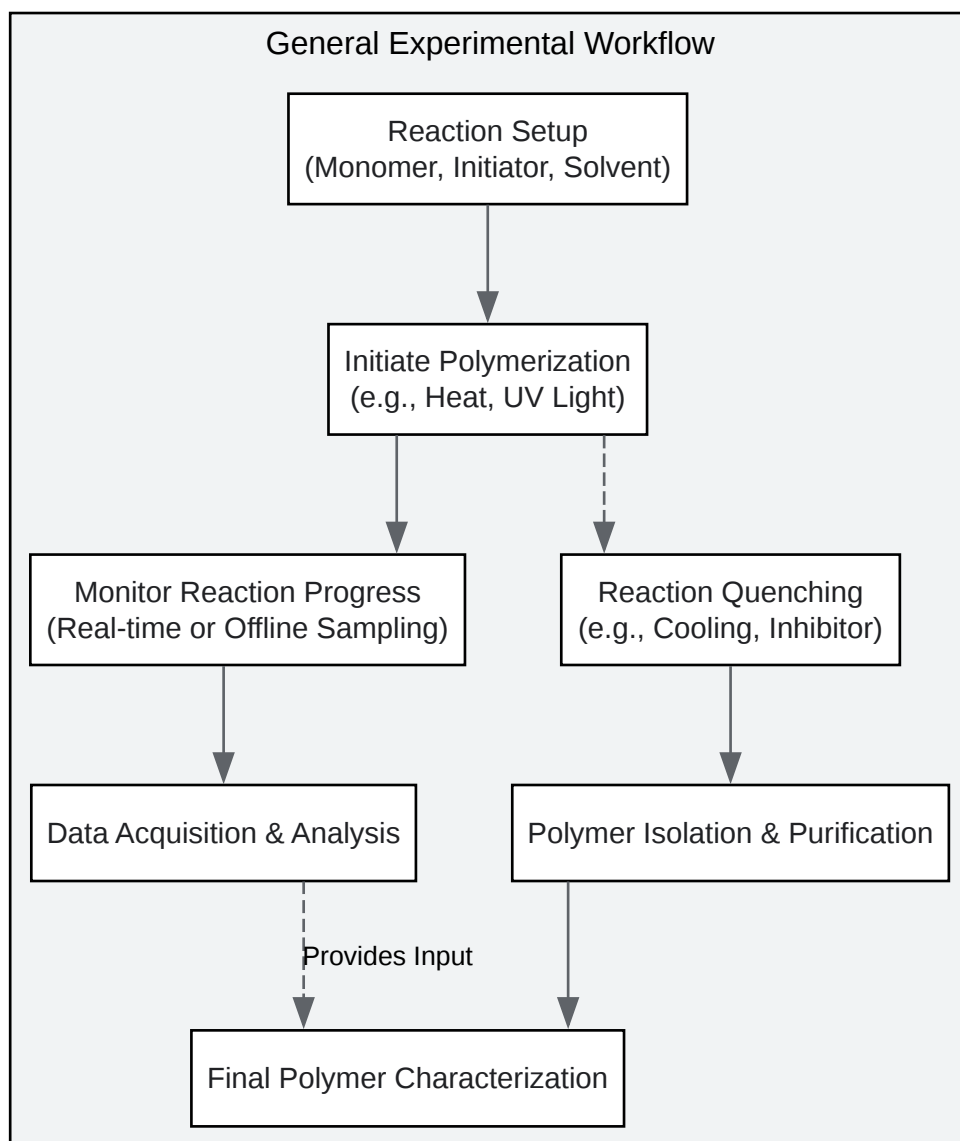 General Experimental Workflow
Reaction Setup
(Monomer, Initiator, Solvent)
Initiate Polymerization
(e.g., Heat, UV Light)
Monitor Reaction Progress
(Real-time or Offline Sampling)
Reaction Quenching
(e.g., Cooling, Inhibitor)
Data Acquisition & Analysis
Polymer Isolation & Purification
Provides Input
Final Polymer Characterization